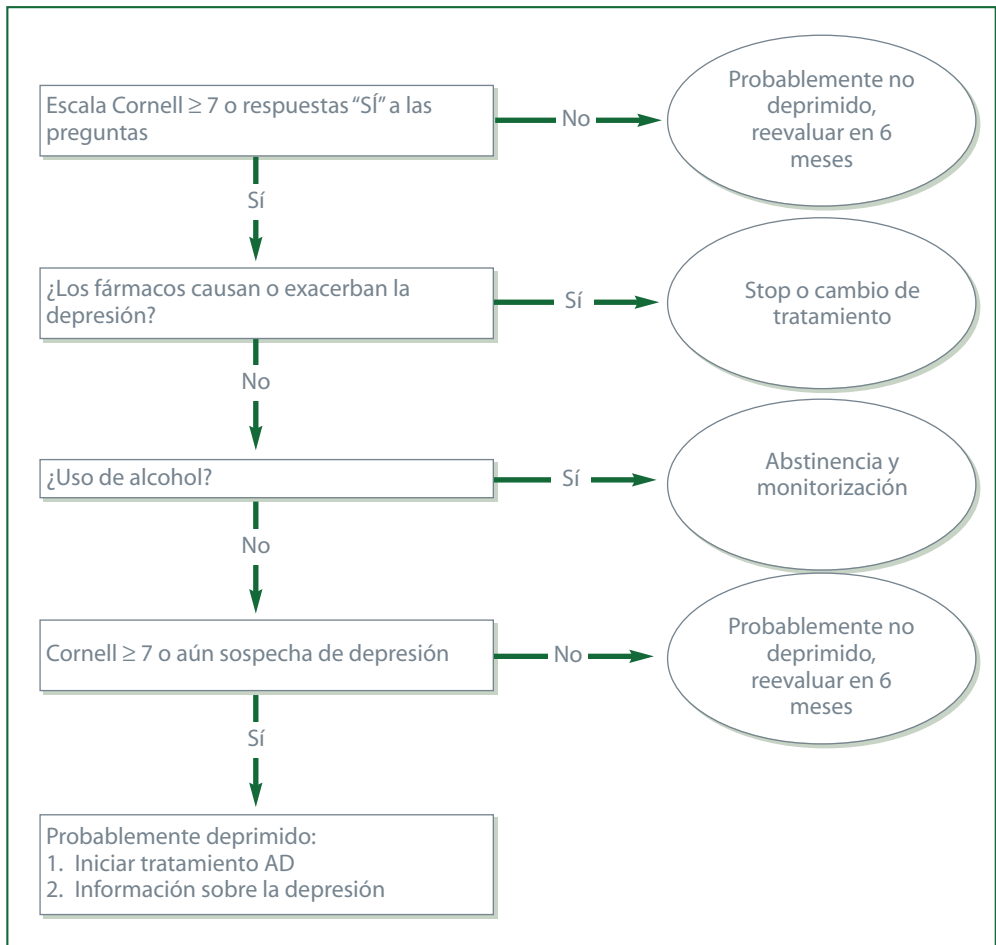 Escala Cornell ≥ 7 o respuestas “SÍ” a las
preguntas
No
Probablemente no
deprimido,
reevaluar en 6
meses
Sí
¿Los fármacos causan o exacerban la
depresión?
Sí
Stop o cambio de
tratamiento
No
¿Uso de alcohol?
Sí
Abstinencia y
monitorización
No
Cornell ≥ 7 o aún sospecha de depresión
No
Probablemente no
deprimido,
reevaluar en 6
meses
Sí
Probablemente deprimido:
1. Iniciar tratamiento AD
2. Información sobre la depresión